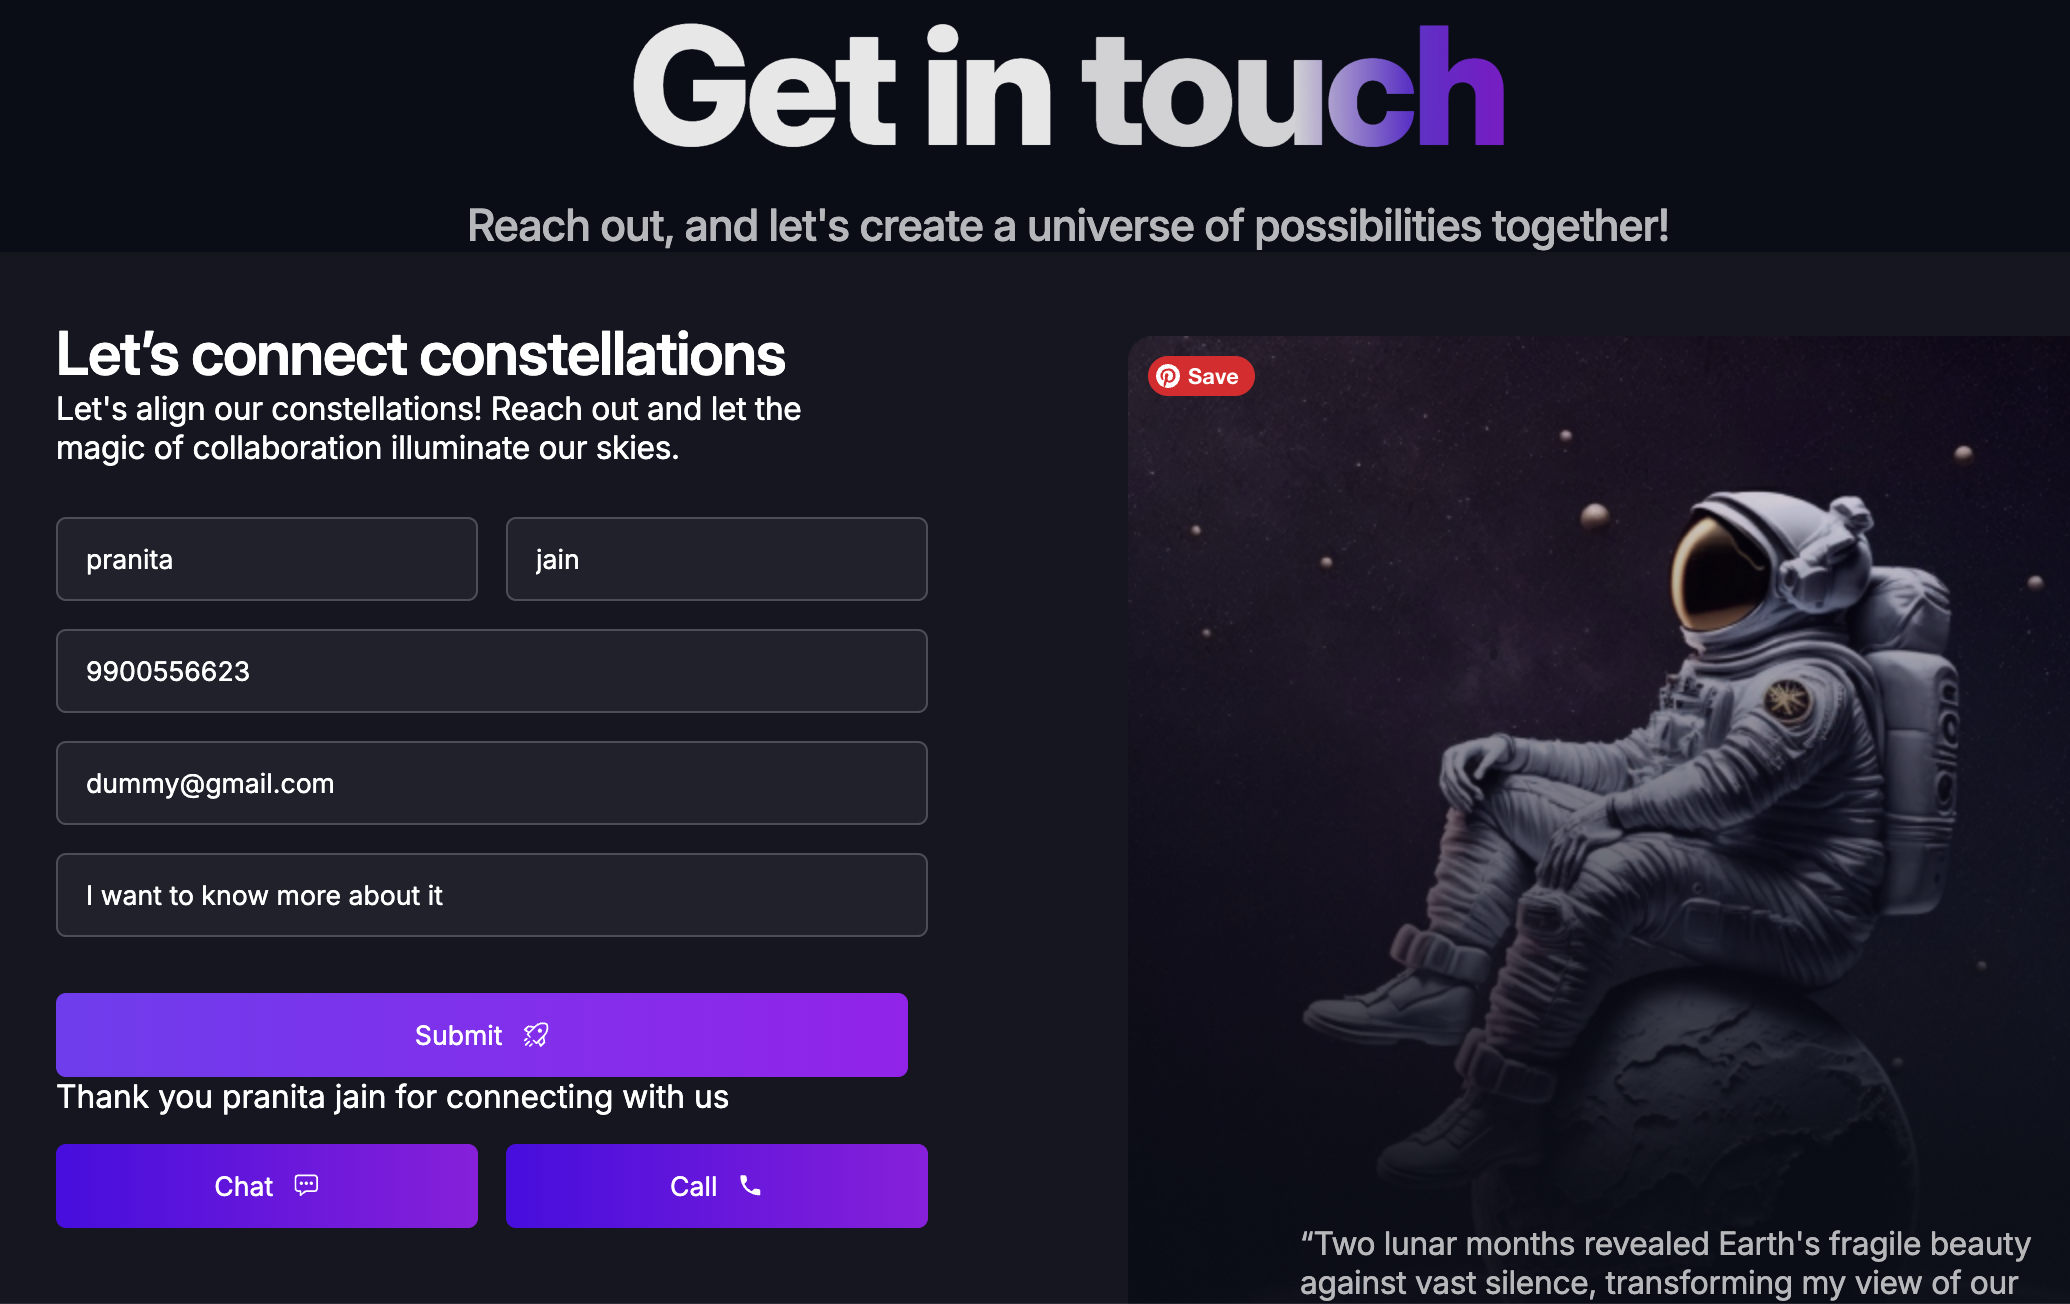 Get in touch
Reach out, and let's create a universe of possibilities together!
Let’s connect constellations
Let's align our constellations! Reach out and let the
magic of collaboration illuminate our skies.
pranita
jain
9900556623
dummy@gmail.com
I want to know more about it
Submit
Thank you pranita jain for connecting with us
Chat
Call
Save
“Two lunar months revealed Earth's fragile beauty
against vast silence, transforming my view of our